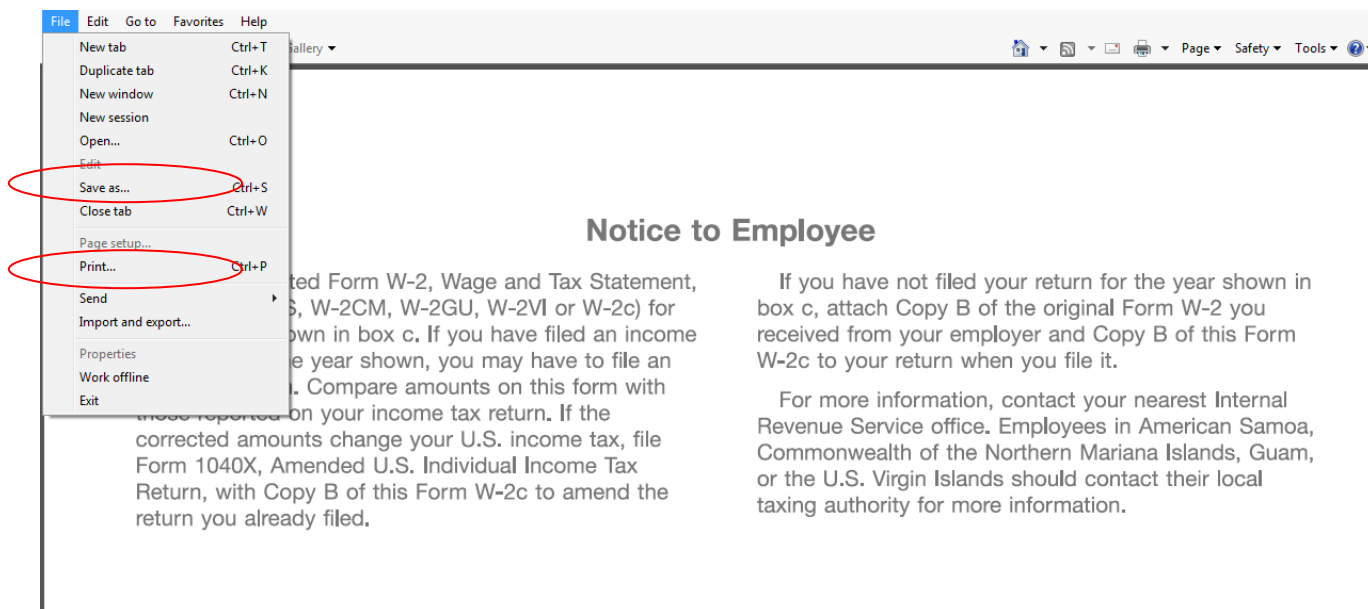 File Edit Go to Favorites Help
New tab Ctrl+T
Duplicate tab Ctrl+K
New window Ctrl+N
New session
Open... Ctrl+O
Edit
Save as... Ctrl+S
Close tab Ctrl+W
Page setup...
Print... Ctrl+P
Send
Import and export...
Properties
Work offline
Exit
Page Safety Tools
Notice to Employee
Form W-2, Wage and Tax Statement,
W-2CM, W-2GU, W-2VI or W-2c) for
in box c. If you have filed an income
year shown, you may have to file an
Compare amounts on this form with
those reported on your income tax return. If the
corrected amounts change your U.S. income tax, file
Form 1040X, Amended U.S. Individual Income Tax
Return, with Copy B of this Form W-2c to amend the
return you already filed.
If you have not filed your return for the year shown in
box c, attach Copy B of the original Form W-2 you
received from your employer and Copy B of this Form
W-2c to your return when you file it.
For more information, contact your nearest Internal
Revenue Service office. Employees in American Samoa,
Commonwealth of the Northern Mariana Islands, Guam,
or the U.S. Virgin Islands should contact their local
taxing authority for more information.